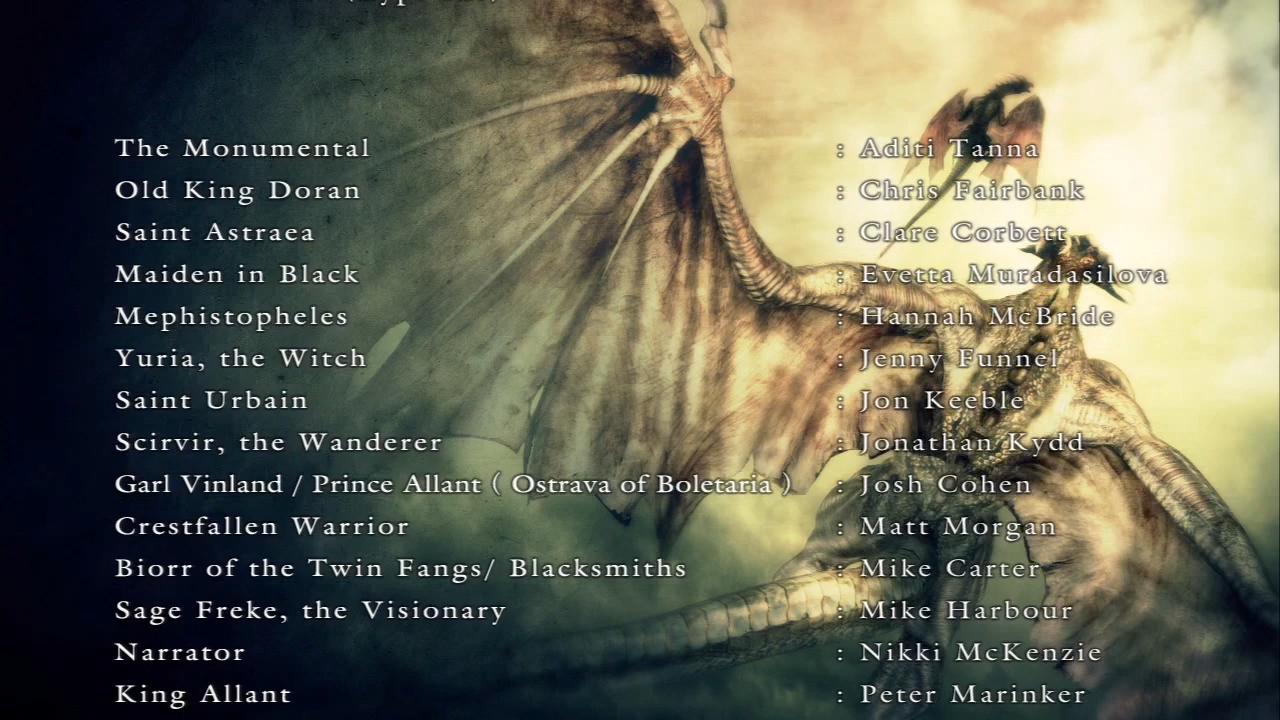 The Monumental : Aditi Tanna
Old King Doran : Chris Fairbank
Saint Astraea : Clare Corbett
Maiden in Black : Evetta Muradasilova
Mephistopheles : Hannah McBride
Yuria, the Witch : Jenny Funnel
Saint Urbain : Jon Keeble
Scirvir, the Wanderer : Jonathan Kydd
Garl Vinland / Prince Allant ( Ostrava of Boletaria ) : Josh Cohen
Crestfallen Warrior : Matt Morgan
Biorr of the Twin Fangs/ Blacksmiths : Mike Carter
Sage Freke, the Visionary : Mike Harbour
Narrator : Nikki McKenzie
King Allant : Peter Marinker